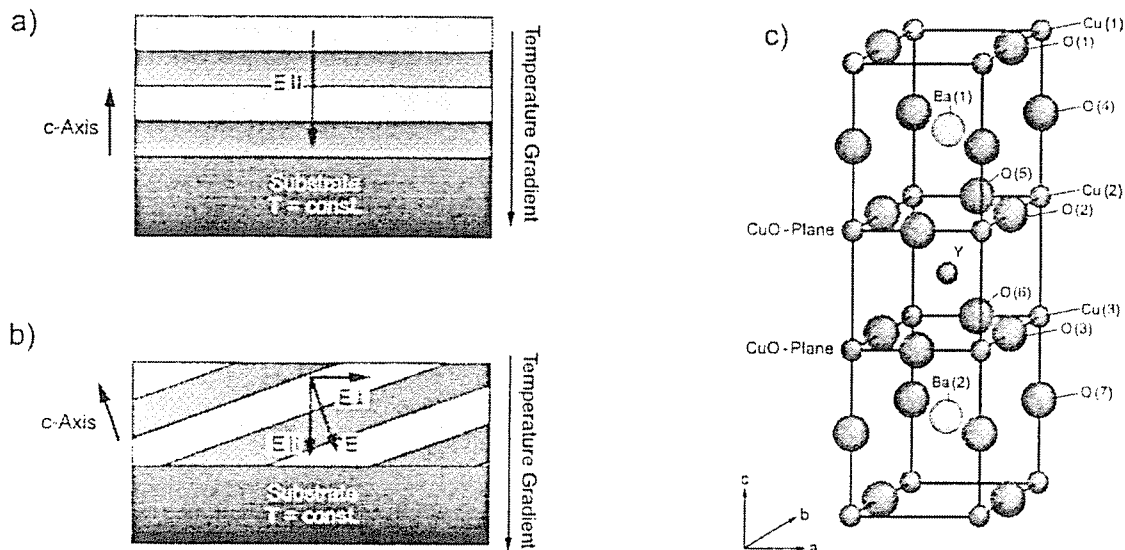 a)
c-Axis
E ||
Substrate
T = const.
Temperature Gradient
b)
c-Axis
E ⊥
E ||
E
Substrate
T = const.
Temperature Gradient
c)
Cu(1)
O(1)
Ba(1)
O(4)
O(5)
Cu(2)
O(2)
CuO-Plane
Y
O(6)
Cu(3)
O(3)
CuO-Plane
Ba(2)
O(7)
c
b
a